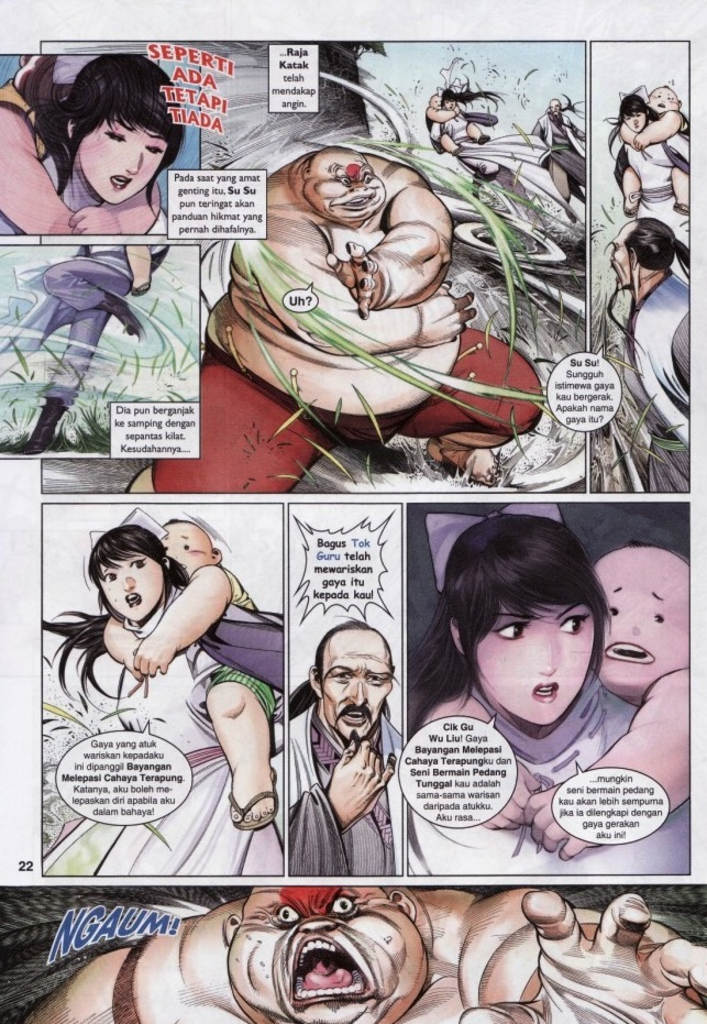 SEPERTI
ADA
TETAPI
TIADA
...Raja
Katak
telah
mendakap
angin.
Pada saat yang amat
genting itu, Su Su
pun teringat akan
panduan hikmat yang
pernah dihafalnya.
Uh?
Dia pun berganjak
ke samping dengan
sepantas kilat.
Kesudahannya....
Su Su!
Sungguh
istimewa gaya
kau bergerak.
Apakah nama
gaya itu?
Gaya yang atuk
wariskan kepadaku
ini dipanggil Bayangan
Melepasi Cahaya Terapung.
Katanya, aku boleh me-
lepaskan diri apabila aku
dalam bahaya!
Bagus Tok
Guru telah
mewariskan
gaya itu
kepada kau!
Cik Gu
Wu Liu! Gaya
Bayangan Melepasi
Cahaya Terapungku dan
Seni Bermain Pedang
Tunggal kau adalah
sama-sama warisan
daripada atukku.
Aku rasa...
...mungkin
seni bermain pedang
kau akan lebih sempurna
jika ia dilengkapi dengan
gaya gerakan
aku ini!
22
NGAUM!